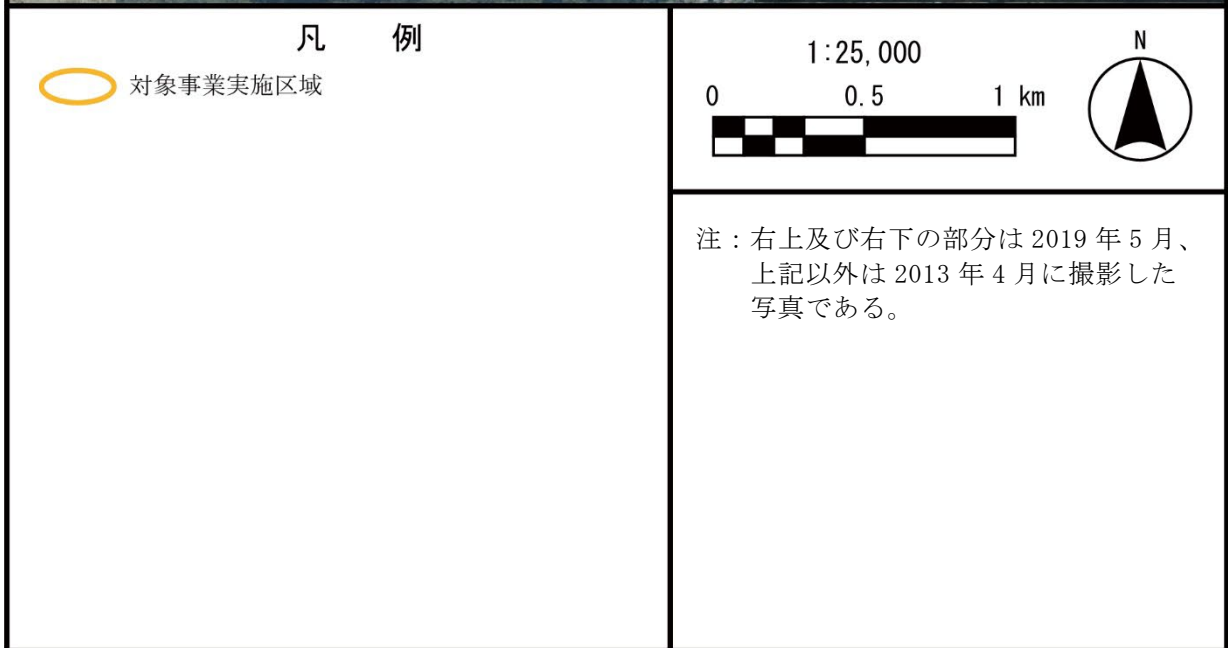 凡　例
対象事業実施区域
1:25,000
0 0.5 1 km
N
注：右上及び右下の部分は 2019 年 5 月、
上記以外は 2013 年 4 月に撮影した
写真である。